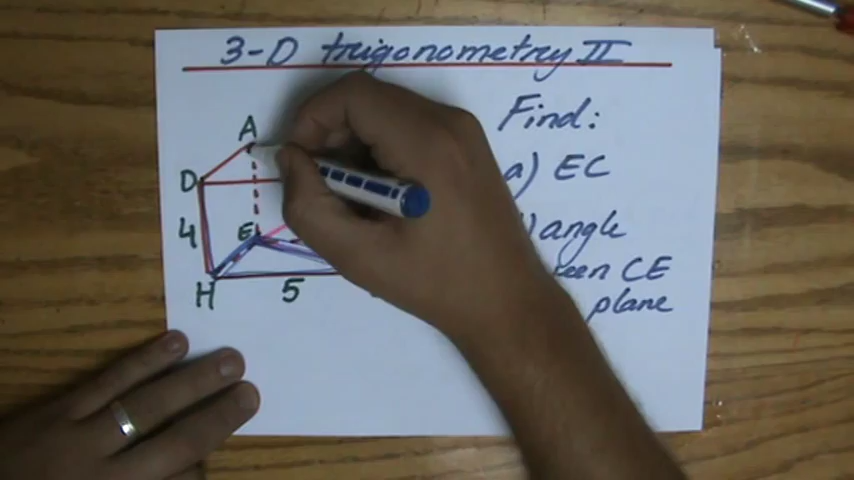 3-D trigonometry II
Find:
a) EC
) angle
een CE
plane
A
D
4
E
H
5